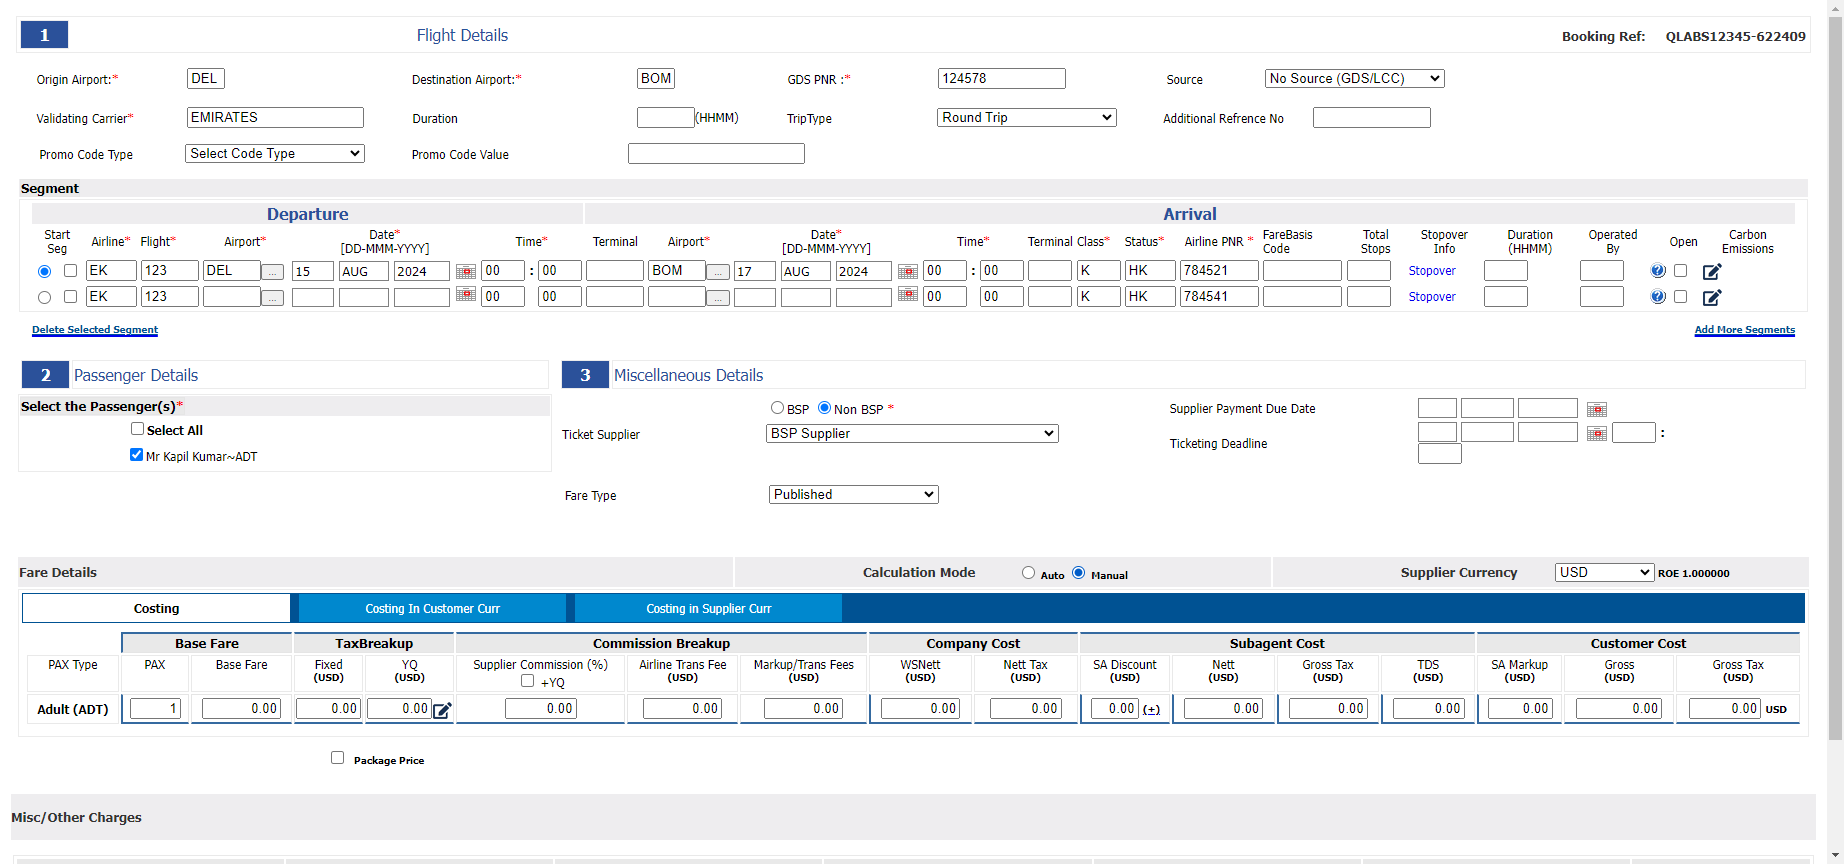 1 Flight Details Booking Ref: QLABS12345-622409
Origin Airport:* DEL Destination Airport:* BOM GDS PNR :* 124578 Source No Source (GDS/LCC)
Validating Carrier* EMIRATES Duration (HHMM) TripType Round Trip Additional Refrence No
Promo Code Type Select Code Type Promo Code Value
Segment
Departure Arrival
Start Seg Airline* Flight* Airport* Date* [DD-MMM-YYYY] Time* Terminal Airport* Date* [DD-MMM-YYYY] Time* Terminal Class* Status* Airline PNR * FareBasis Code Total Stops Stopover Info Duration (HHMM) Operated By Open Carbon Emissions
EK 123 DEL ... 15 AUG 2024 00 : 00 BOM ... 17 AUG 2024 00 : 00 K HK 784521 Stopover ?
EK 123 ... 00 00 ... 00 00 K HK 784541 Stopover ?
Delete Selected Segment Add More Segments
2 Passenger Details 3 Miscellaneous Details
Select the Passenger(s)*
Select All
Mr Kapil Kumar~ADT
BSP Non BSP * Supplier Payment Due Date
Ticket Supplier BSP Supplier Ticketing Deadline :
Fare Type Published
Fare Details Calculation Mode Auto Manual Supplier Currency USD ROE 1.000000
Costing Costing In Customer Curr Costing in Supplier Curr
Base Fare TaxBreakup Commission Breakup Company Cost Subagent Cost Customer Cost
PAX Type PAX Base Fare Fixed (USD) YQ (USD) Supplier Commission (%) +YQ Airline Trans Fee (USD) Markup/Trans Fees (USD) WSNett (USD) Nett Tax (USD) SA Discount (USD) Nett (USD) Gross Tax (USD) TDS (USD) SA Markup (USD) Gross (USD) Gross Tax (USD)
Adult (ADT) 1 0.00 0.00 0.00 0.00 0.00 0.00 0.00 0.00 0.00 (+) 0.00 0.00 0.00 0.00 0.00 0.00 USD
Package Price
Misc/Other Charges